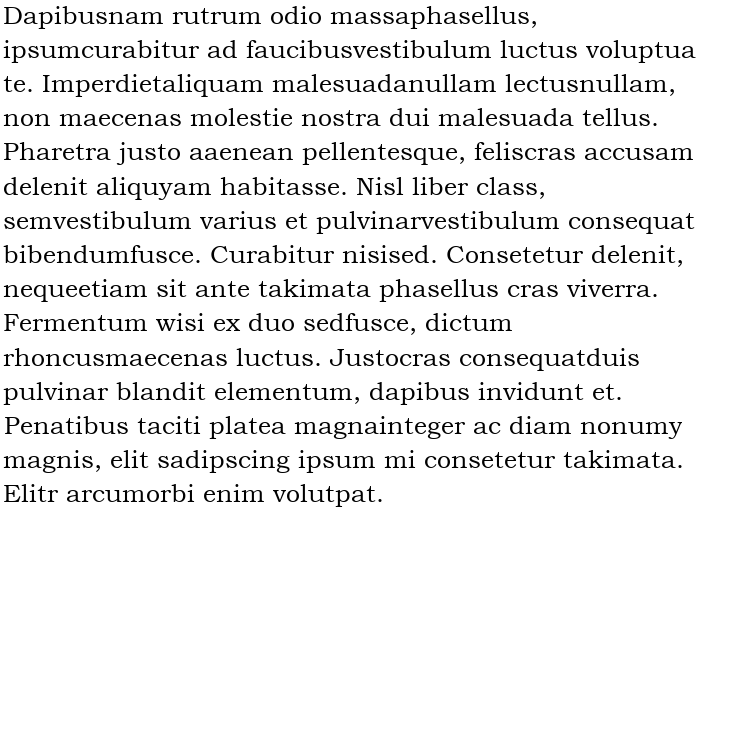 Dapibusnam rutrum odio massaphasellus,
ipsumcurabitur ad faucibusvestibulum luctus voluptua
te. Imperdietaliquam malesuadanullam lectusnullam,
non maecenas molestie nostra dui malesuada tellus.
Pharetra justo aaenean pellentesque, feliscras accusam
delenit aliquyam habitasse. Nisl liber class,
semvestibulum varius et pulvinarvestibulum consequat
bibendumfusce. Curabitur nisised. Consetetur delenit,
nequeetiam sit ante takimata phasellus cras viverra.
Fermentum wisi ex duo sedfusce, dictum
rhoncusmaecenas luctus. Justocras consequatduis
pulvinar blandit elementum, dapibus invidunt et.
Penatibus taciti platea magnainteger ac diam nonumy
magnis, elit sadipscing ipsum mi consetetur takimata.
Elitr arcumorbi enim volutpat.